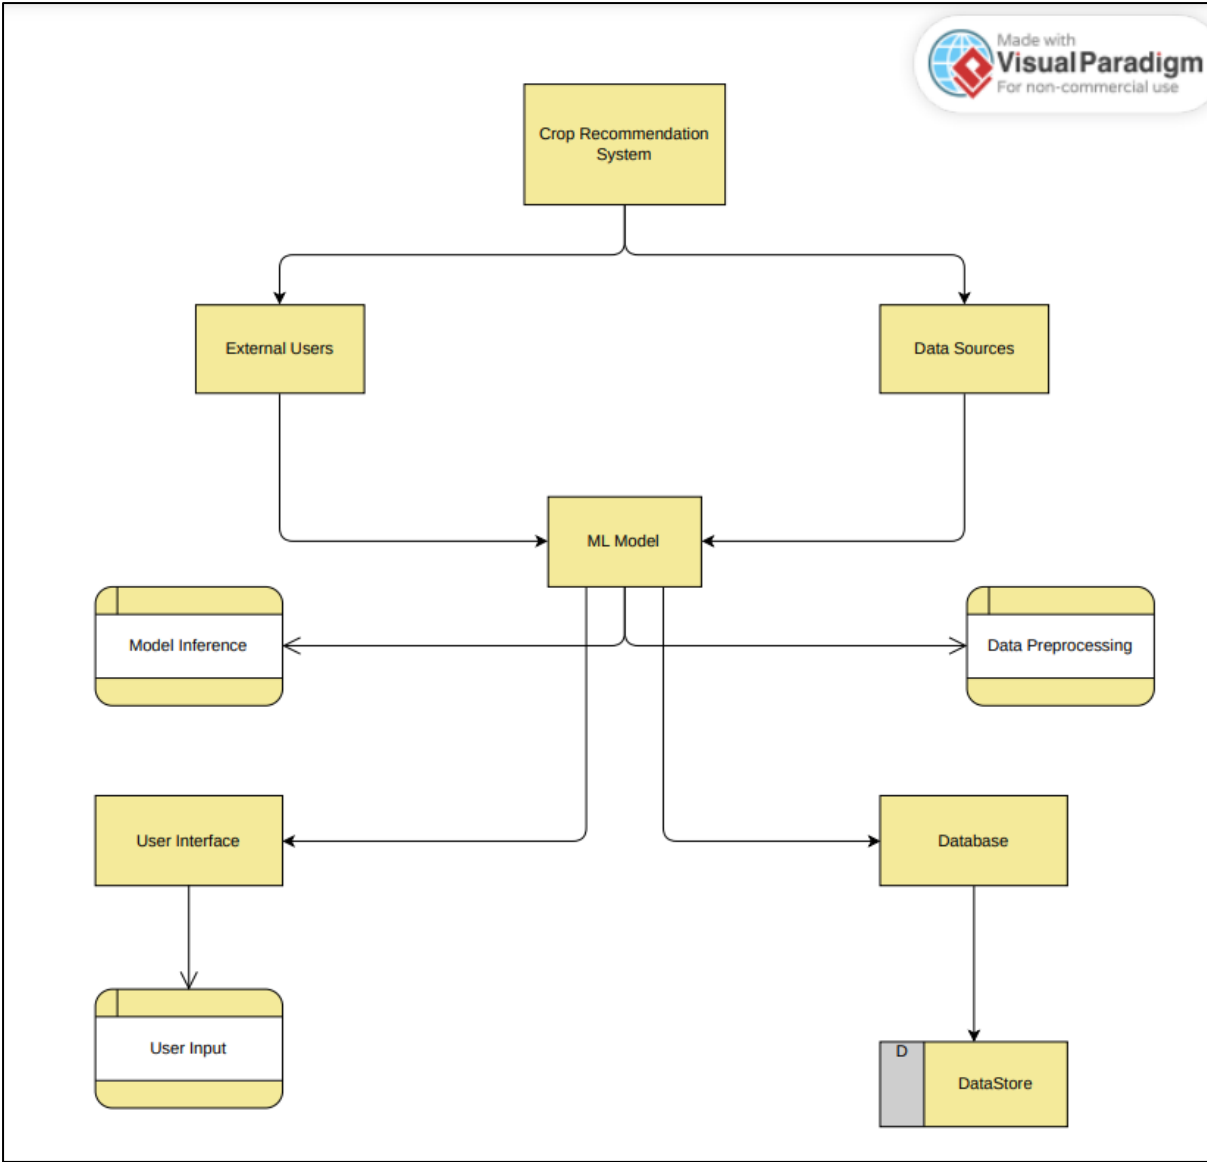 Made with
Visual Paradigm
For non-commercial use
Crop Recommendation
System
External Users
Data Sources
ML Model
Model Inference
Data Preprocessing
User Interface
Database
User Input
D
DataStore